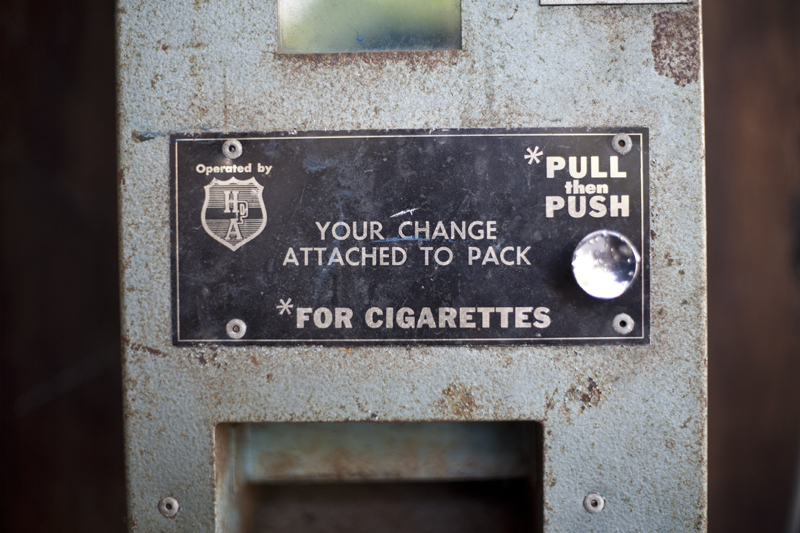 Operated by
HPA
YOUR CHANGE
ATTACHED TO PACK
*PULL
then
PUSH
*FOR CIGARETTES